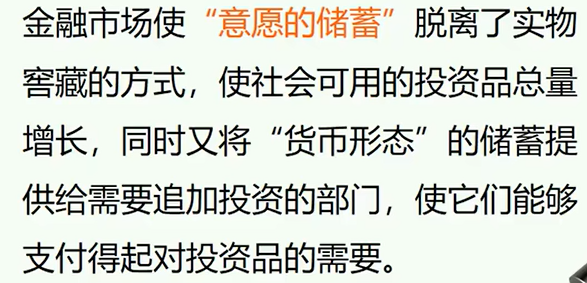 金融市场使“意愿的储蓄”脱离了实物
窖藏的方式，使社会可用的投资品总量
增长，同时又将“货币形态”的储蓄提
供给需要追加投资的部门，使它们能够
支付得起对投资品的需要。